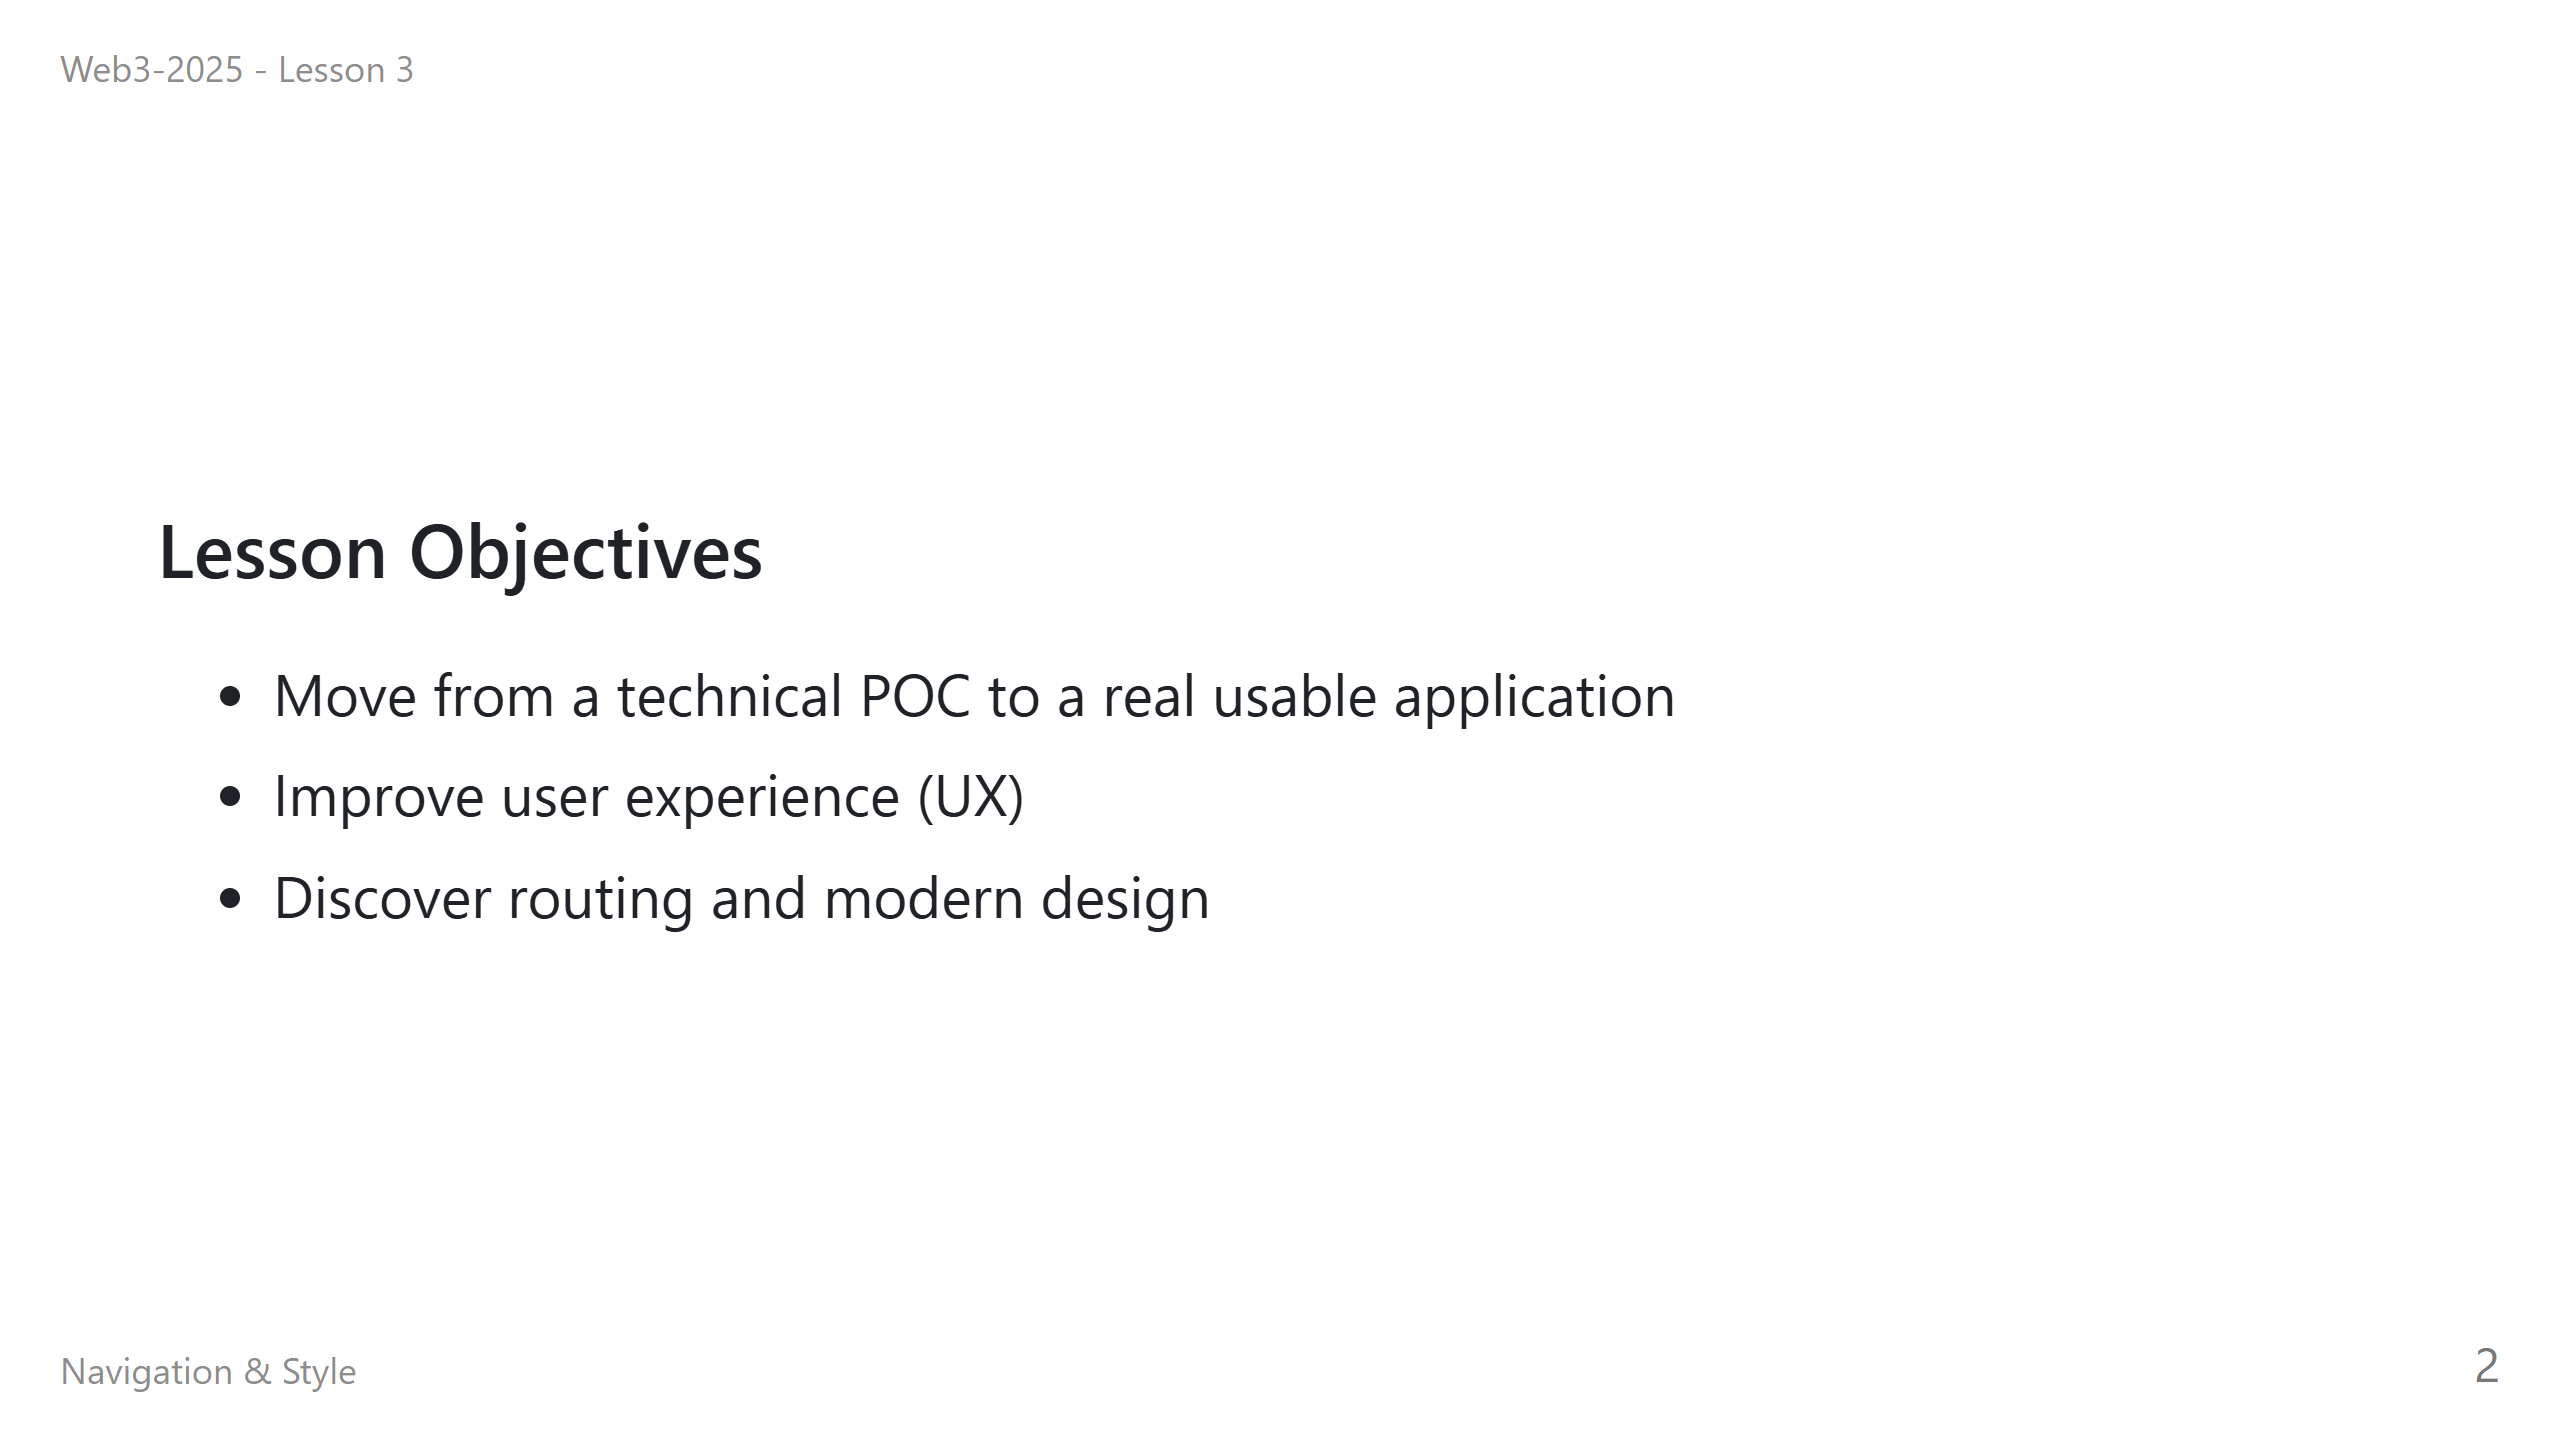 Web3-2025 - Lesson 3
Lesson Objectives
• Move from a technical POC to a real usable application
• Improve user experience (UX)
• Discover routing and modern design
Navigation & Style
2